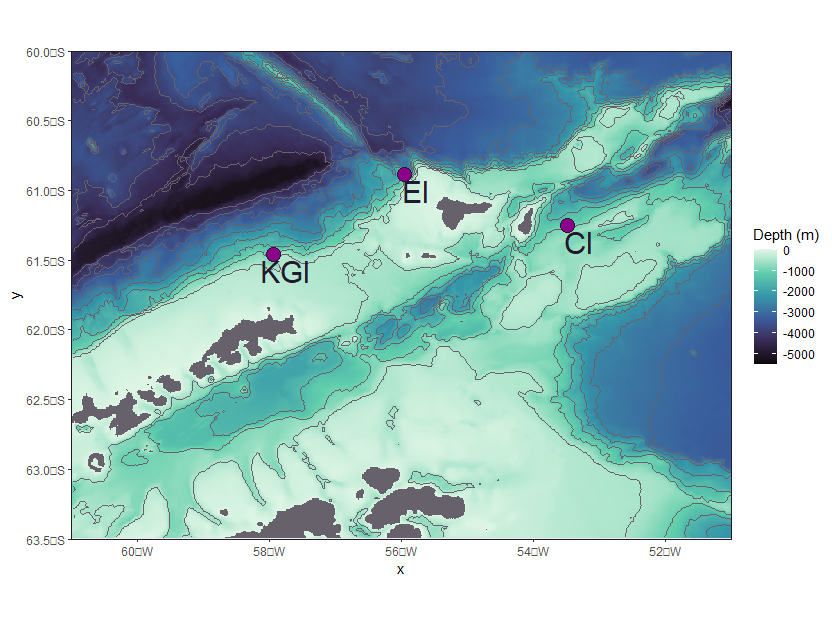 60.0□S
60.5□S
61.0□S
61.5□S
62.0□S
62.5□S
63.0□S
63.5□S
y
EI
CI
KGI
60□W
58□W
56□W
54□W
52□W
x
Depth (m)
0
-1000
-2000
-3000
-4000
-5000